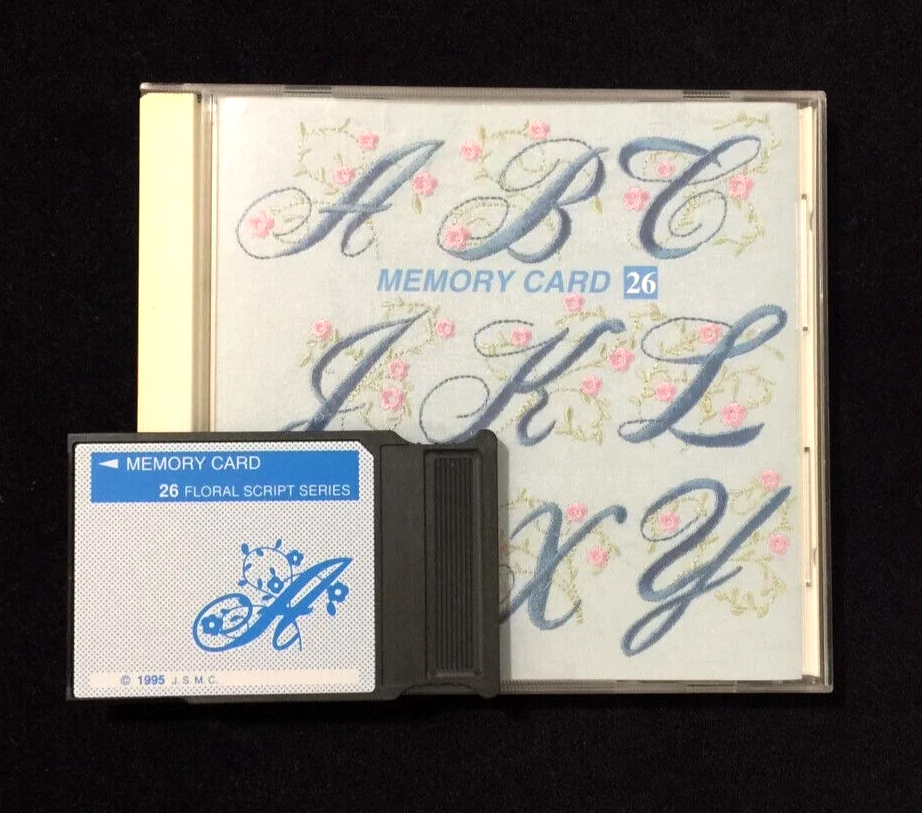 A B C
MEMORY CARD 26
J K L
X Y
◄ MEMORY CARD
26 FLORAL SCRIPT SERIES
A
© 1995 J.S.M.C.